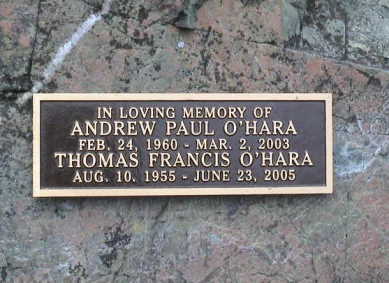 IN LOVING MEMORY OF
ANDREW PAUL O'HARA
FEB. 24, 1960 - MAR. 2, 2003
THOMAS FRANCIS O'HARA
AUG. 10. 1955 - JUNE 23, 2005